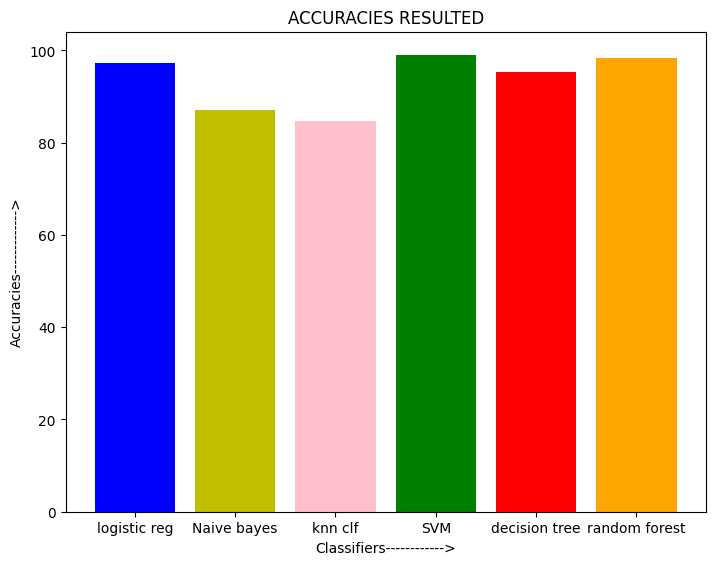 ACCURACIES RESULTED
100
80
60
40
20
0
Accuracies------------->
logistic reg Naive bayes knn clf SVM decision tree random forest
Classifiers------------>